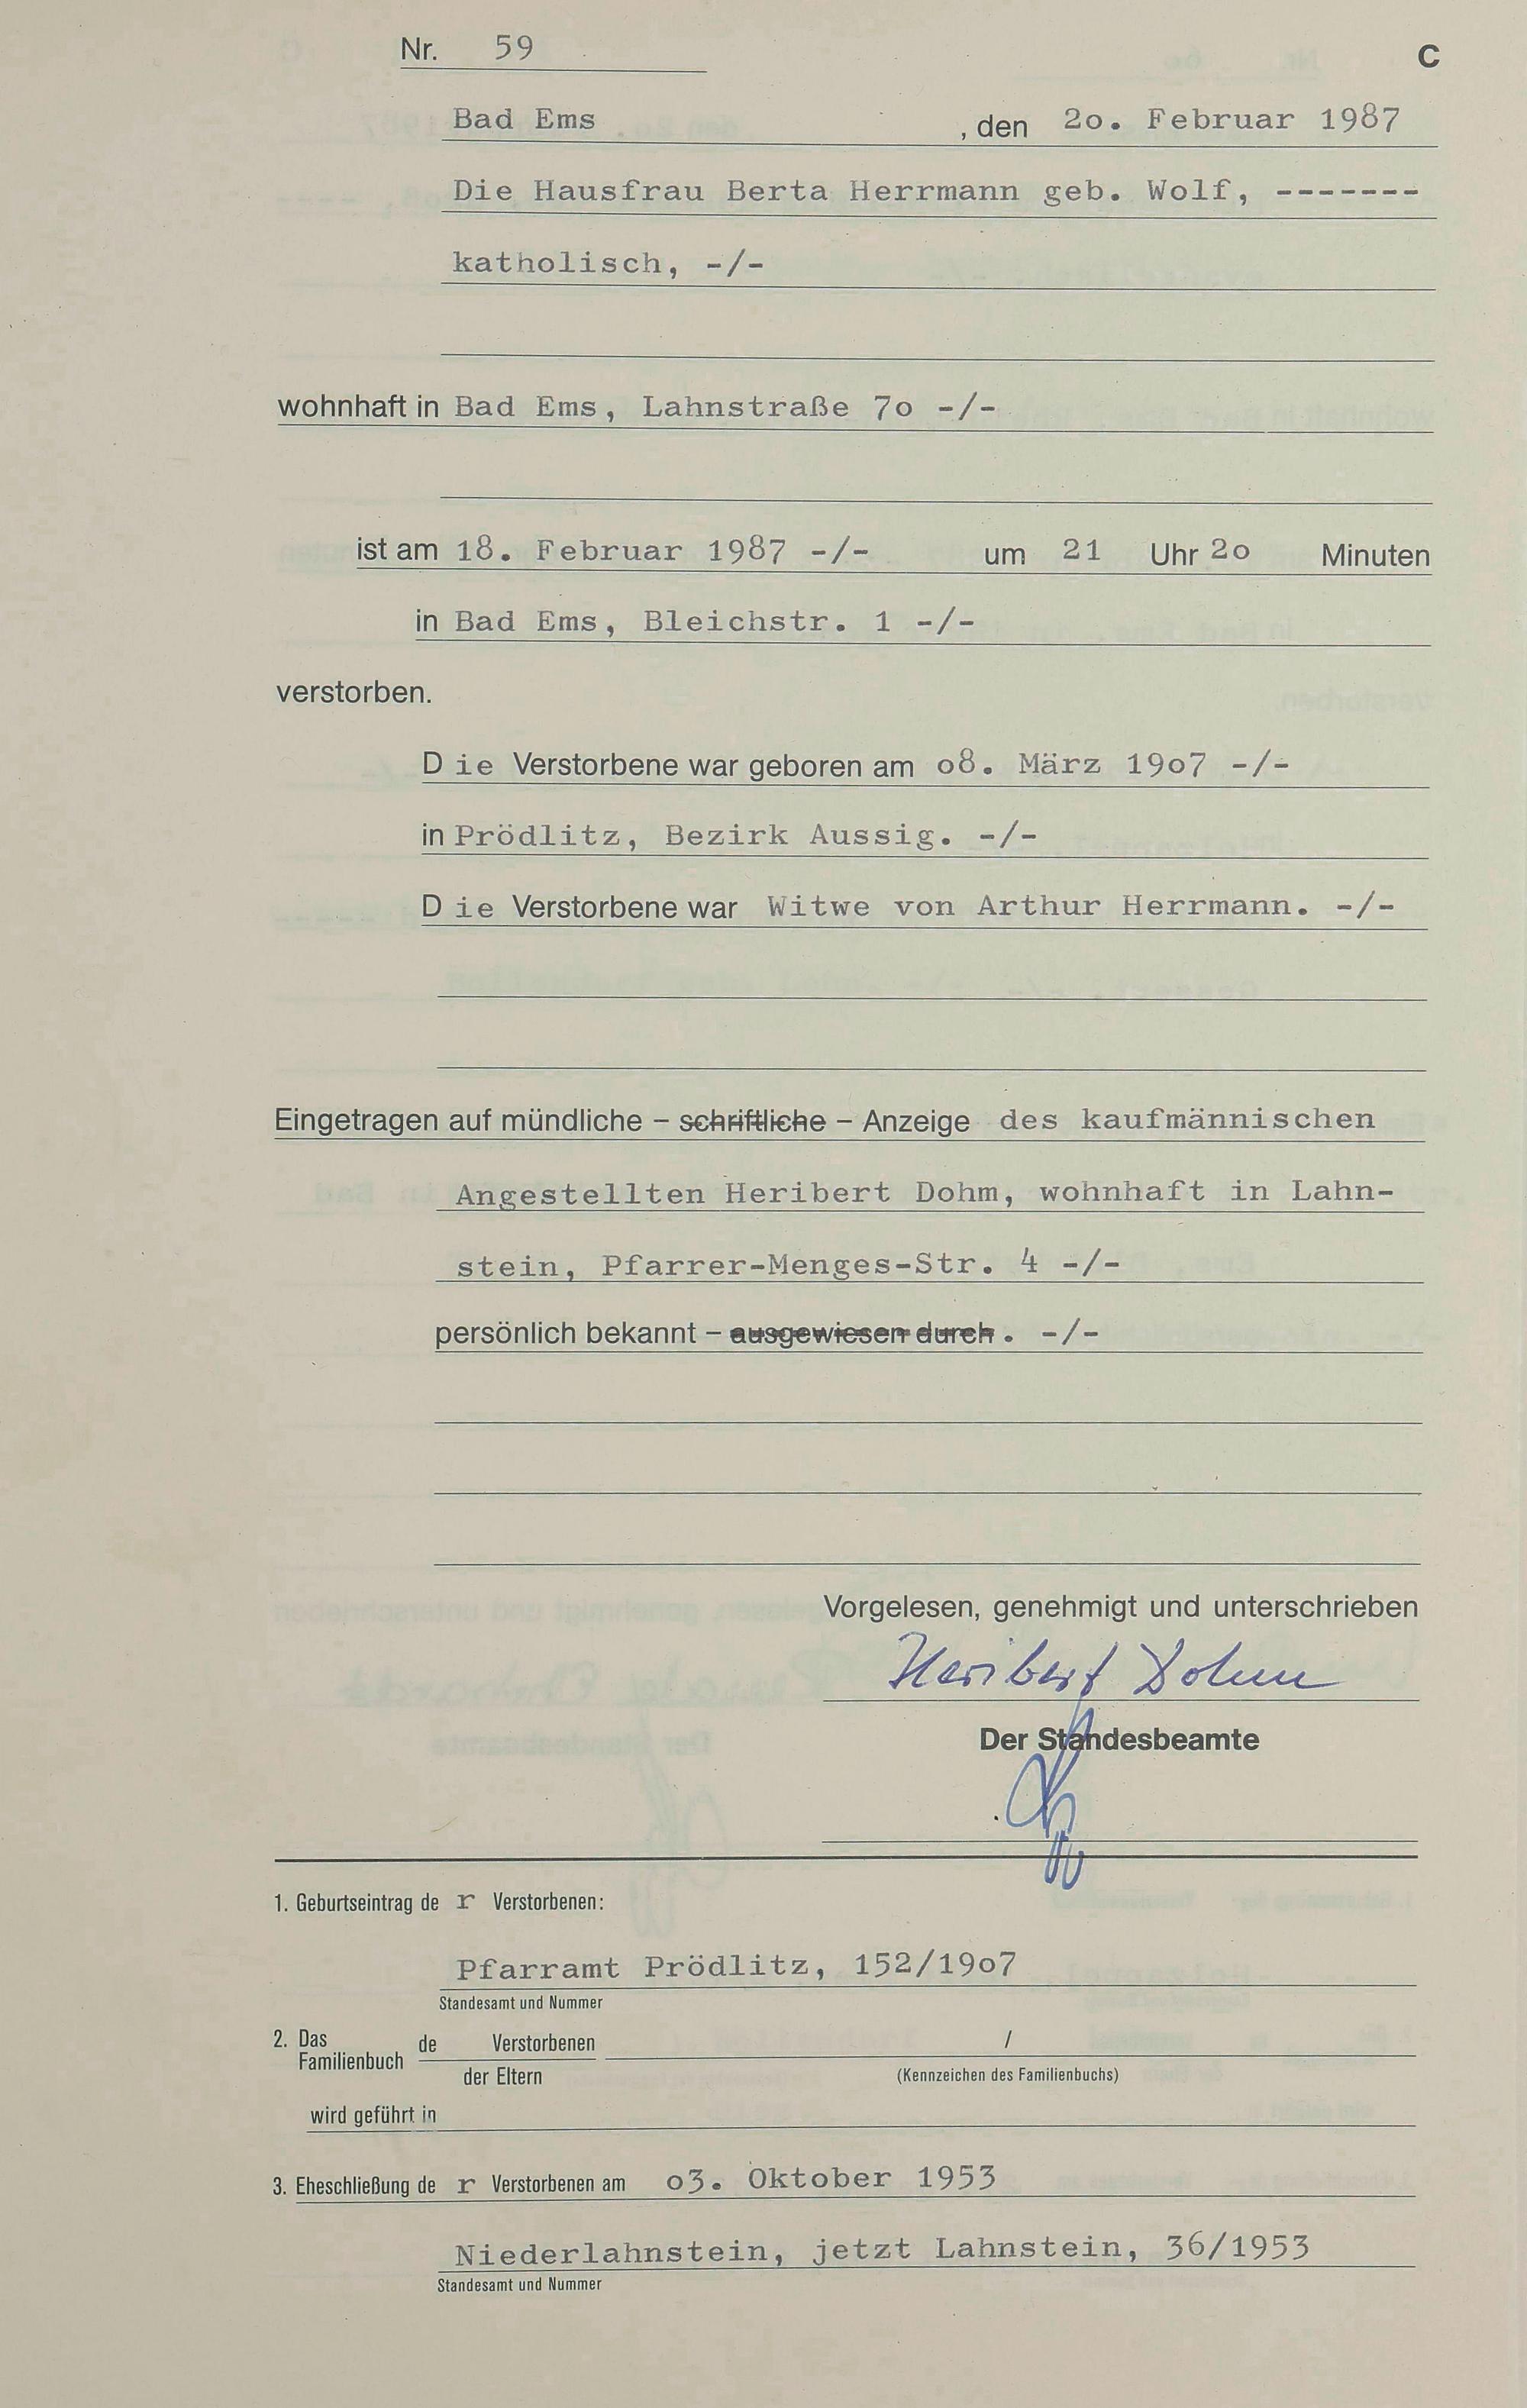 Nr. 59 C
Bad Ems , den 2o. Februar 1987
Die Hausfrau Berta Herrmann geb. Wolf, -------
katholisch, -/-
wohnhaft in Bad Ems, Lahnstraße 7o -/-
ist am 18. Februar 1987 -/- um 21 Uhr 2o Minuten
in Bad Ems, Bleichstr. 1 -/-
verstorben.
D ie Verstorbene war geboren am o8. März 19o7 -/-
in Prödlitz, Bezirk Aussig. -/-
D ie Verstorbene war Witwe von Arthur Herrmann. -/-
Eingetragen auf mündliche – schriftliche – Anzeige des kaufmännischen
Angestellten Heribert Dohm, wohnhaft in Lahn-
stein, Pfarrer-Menges-Str. 4 -/-
persönlich bekannt – ausgewiesen durch . -/-
Vorgelesen, genehmigt und unterschrieben
Heribert Dohm
Der Standesbeamte
1. Geburtseintrag de r Verstorbenen:
Pfarramt Prödlitz, 152/19o7
Standesamt und Nummer
2. Das Familienbuch de Verstorbenen /
der Eltern (Kennzeichen des Familienbuchs)
wird geführt in
3. Eheschließung de r Verstorbenen am o3. Oktober 1953
Niederlahnstein, jetzt Lahnstein, 36/1953
Standesamt und Nummer